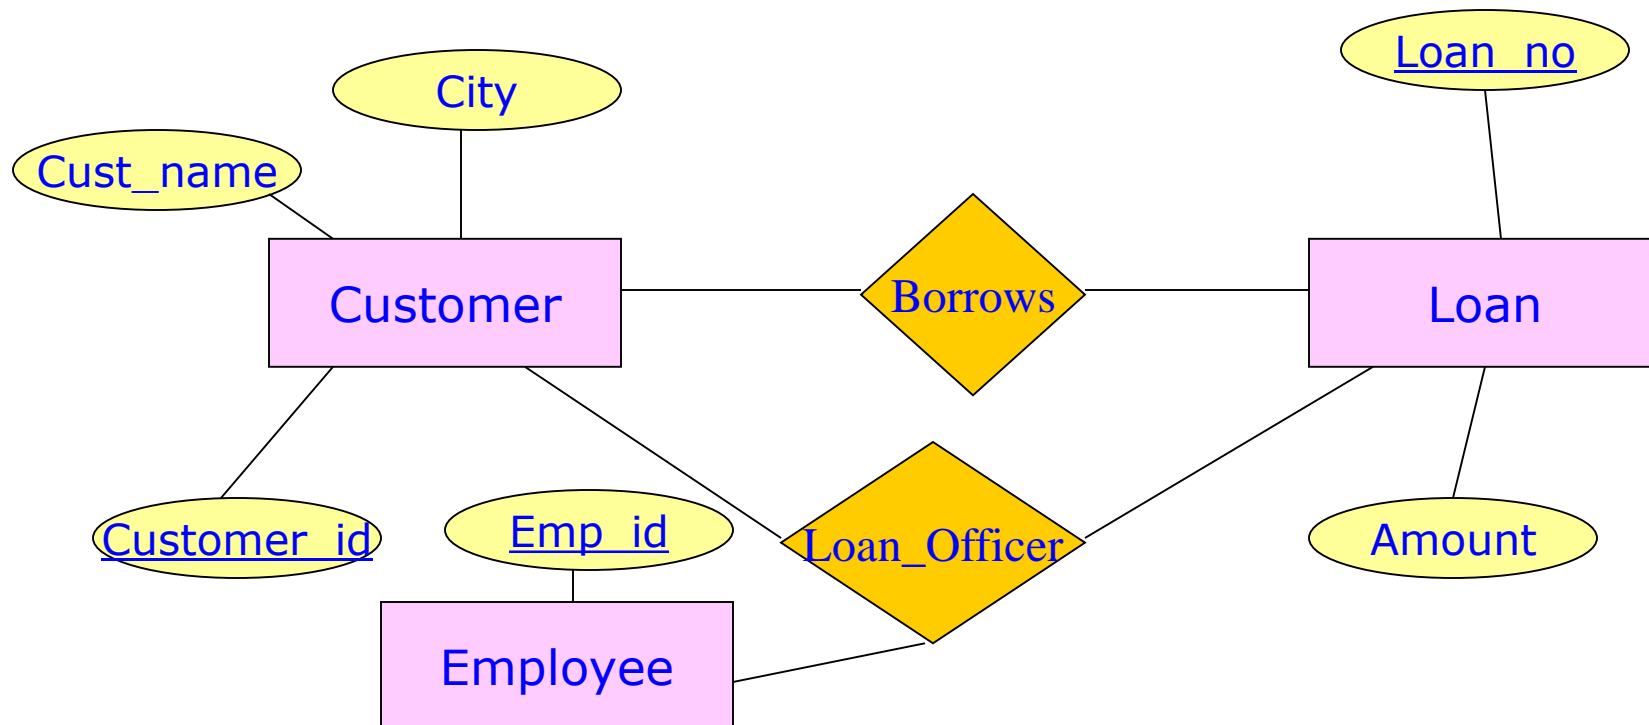 City
Loan_no
Cust_name
Customer
Borrows
Loan
Customer_id
Emp_id
Loan_Officer
Amount
Employee